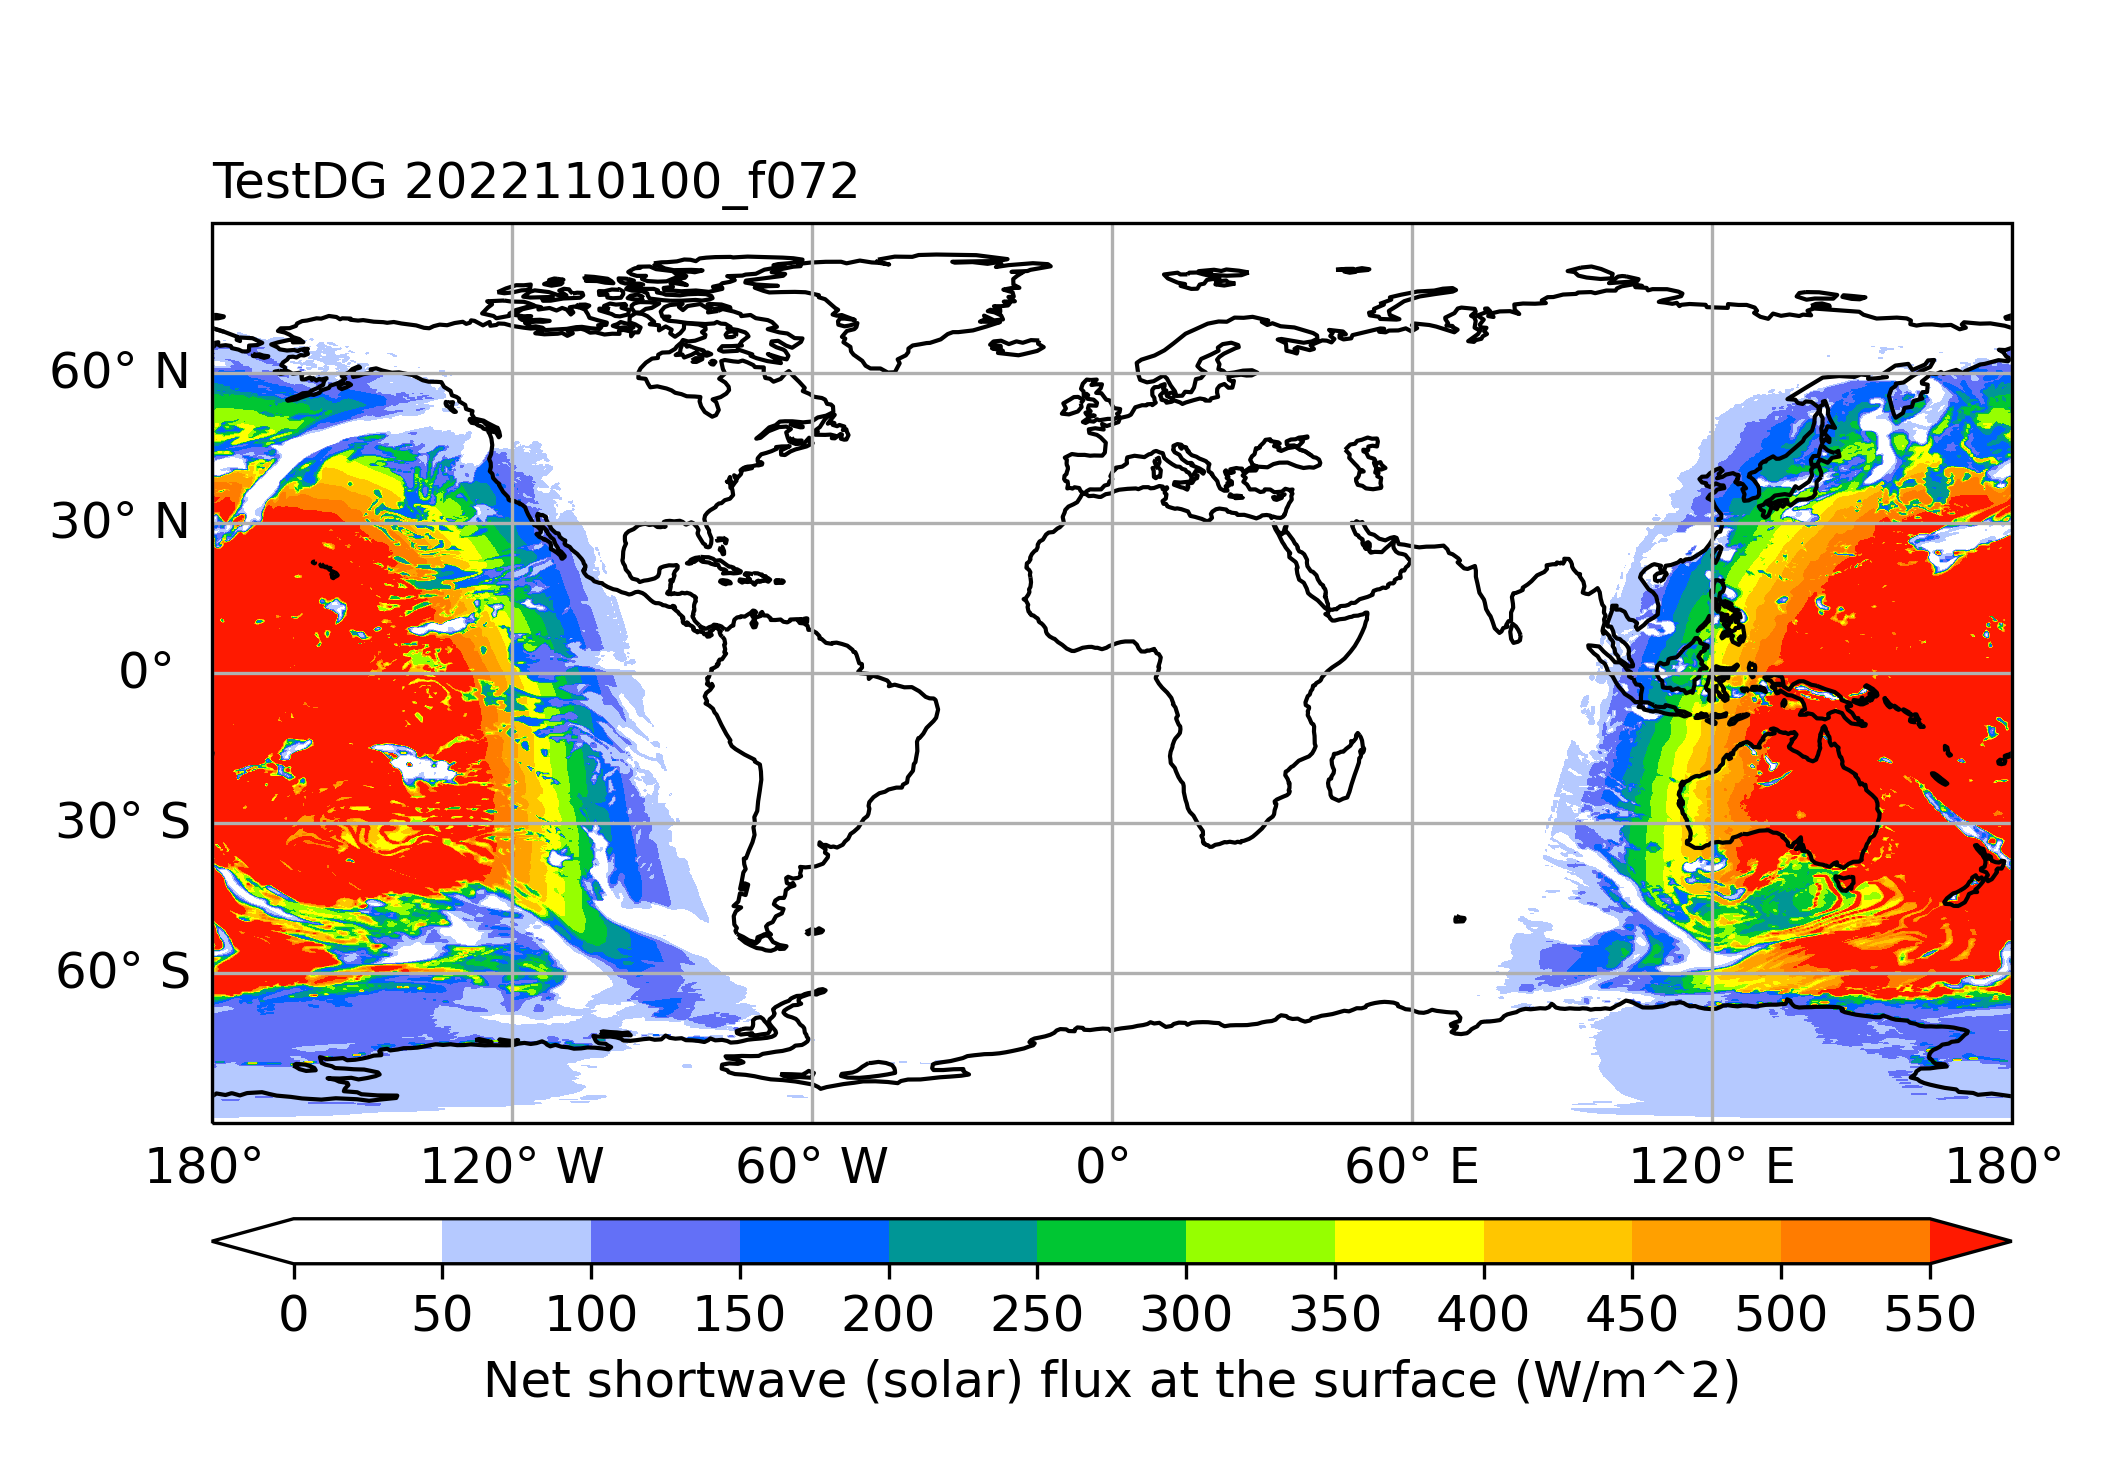 TestDG 2022110100_f072
60° N
30° N
0°
30° S
60° S
180° 120° W 60° W 0° 60° E 120° E 180°
0 50 100 150 200 250 300 350 400 450 500 550
Net shortwave (solar) flux at the surface (W/m^2)